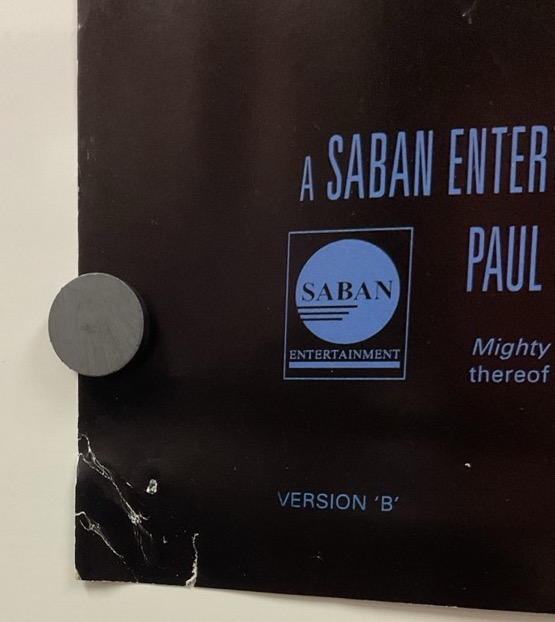 A SABAN ENTER
PAUL
SABAN
ENTERTAINMENT
Mighty
thereof
VERSION ‘B’